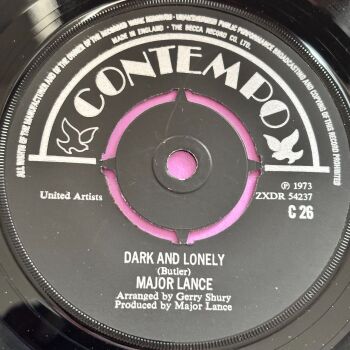 ALL RIGHTS OF THE MANUFACTURER AND OF THE OWNER OF THE RECORDED WORK RESERVED • UNAUTHORISED PUBLIC PERFORMANCE BROADCASTING AND COPYING OF THIS RECORD PROHIBITED
MADE IN ENGLAND • THE DECCA RECORD CO. LTD.
CONTEMPO
United Artists
℗ 1973
ZXDR 54237
C 26
DARK AND LONELY
(Butler)
MAJOR LANCE
Arranged by Gerry Shury
Produced by Major Lance